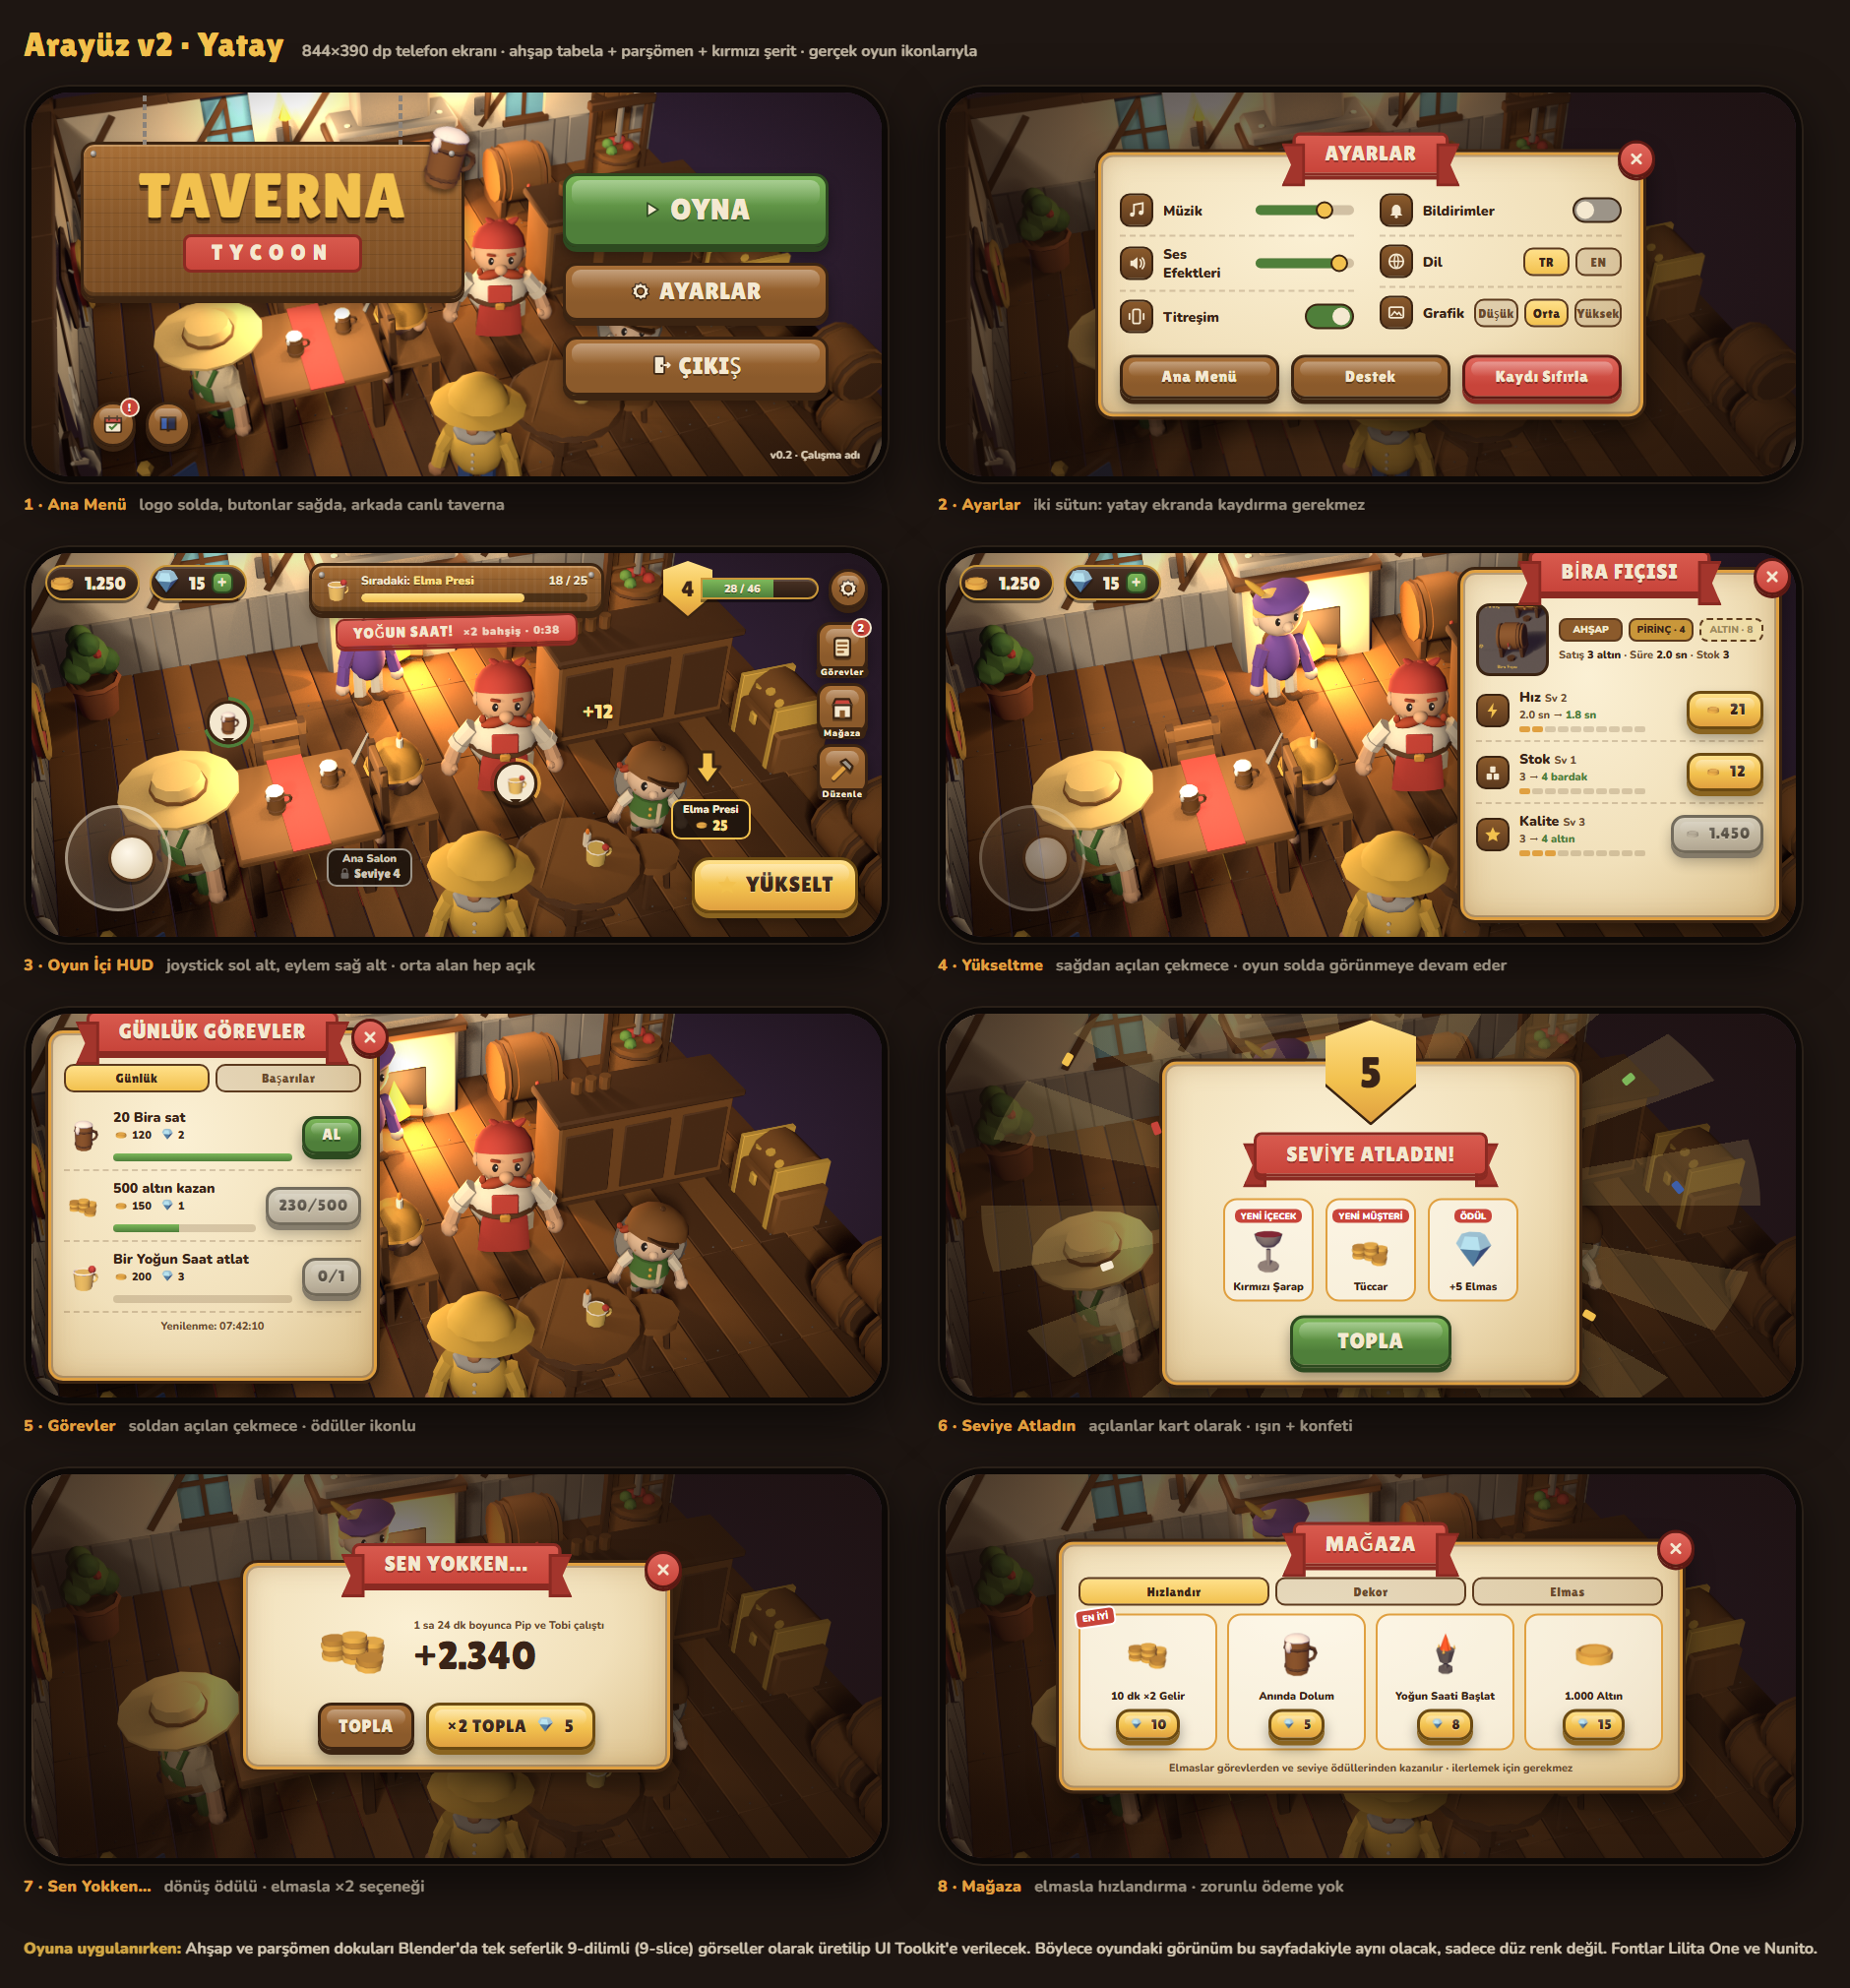 Arayüz v2 · Yatay 844×390 dp telefon ekranı · ahşap tabela + parşömen + kırmızı şerit · gerçek oyun ikonlarıyla
TAVERNA
TYCOON
OYNA
AYARLAR
ÇIKIŞ
!
v0.2 · Çalışma adı
1 · Ana Menü logo solda, butonlar sağda, arkada canlı taverna
AYARLAR
Müzik
Ses Efektleri
Titreşim
Bildirimler
Dil TR EN
Grafik Düşük Orta Yüksek
Ana Menü Destek Kaydı Sıfırla
2 · Ayarlar iki sütun: yatay ekranda kaydırma gerekmez
1.250 15 +
Sıradaki: Elma Presi 18 / 25
4 28 / 46
YOĞUN SAAT! ×2 bahşiş · 0:38
2
Görevler
Mağaza
Düzenle
+12
Elma Presi
25
Ana Salon
Seviye 4
YÜKSELT
3 · Oyun İçi HUD joystick sol alt, eylem sağ alt · orta alan hep açık
1.250 15 +
BİRA FIÇISI
AHŞAP PİRİNÇ · 4 ALTIN · 8
Satış 3 altın · Süre 2.0 sn · Stok 3
Hız Sv 2
2.0 sn → 1.8 sn
21
Stok Sv 1
3 → 4 bardak
12
Kalite Sv 3
3 → 4 altın
1.450
4 · Yükseltme sağdan açılan çekmece · oyun solda görünmeye devam eder
GÜNLÜK GÖREVLER
Günlük Başarılar
20 Bira sat
120 2
AL
500 altın kazan
150 1
230/500
Bir Yoğun Saat atlat
200 3
0/1
Yenilenme: 07:42:10
5 · Görevler soldan açılan çekmece · ödüller ikonlu
5
SEVİYE ATLADIN!
YENİ İÇECEK YENİ MÜŞTERİ ÖDÜL
Kırmızı Şarap Tüccar +5 Elmas
TOPLA
6 · Seviye Atladın açılanlar kart olarak · ışın + konfeti
SEN YOKKEN...
1 sa 24 dk boyunca Pip ve Tobi çalıştı
+2.340
TOPLA ×2 TOPLA 5
7 · Sen Yokken... dönüş ödülü · elmasla ×2 seçeneği
MAĞAZA
Hızlandır Dekor Elmas
EN İYİ
10 dk ×2 Gelir Anında Dolum Yoğun Saati Başlat 1.000 Altın
10 5 8 15
Elmaslar görevlerden ve seviye ödüllerinden kazanılır · ilerlemek için gerekmez
8 · Mağaza elmasla hızlandırma · zorunlu ödeme yok
Oyuna uygulanırken: Ahşap ve parşömen dokuları Blender'da tek seferlik 9-dilimli (9-slice) görseller olarak üretilip UI Toolkit'e verilecek. Böylece oyundaki görünüm bu sayfadakiyle aynı olacak, sadece düz renk değil. Fontlar Lilita One ve Nunito.